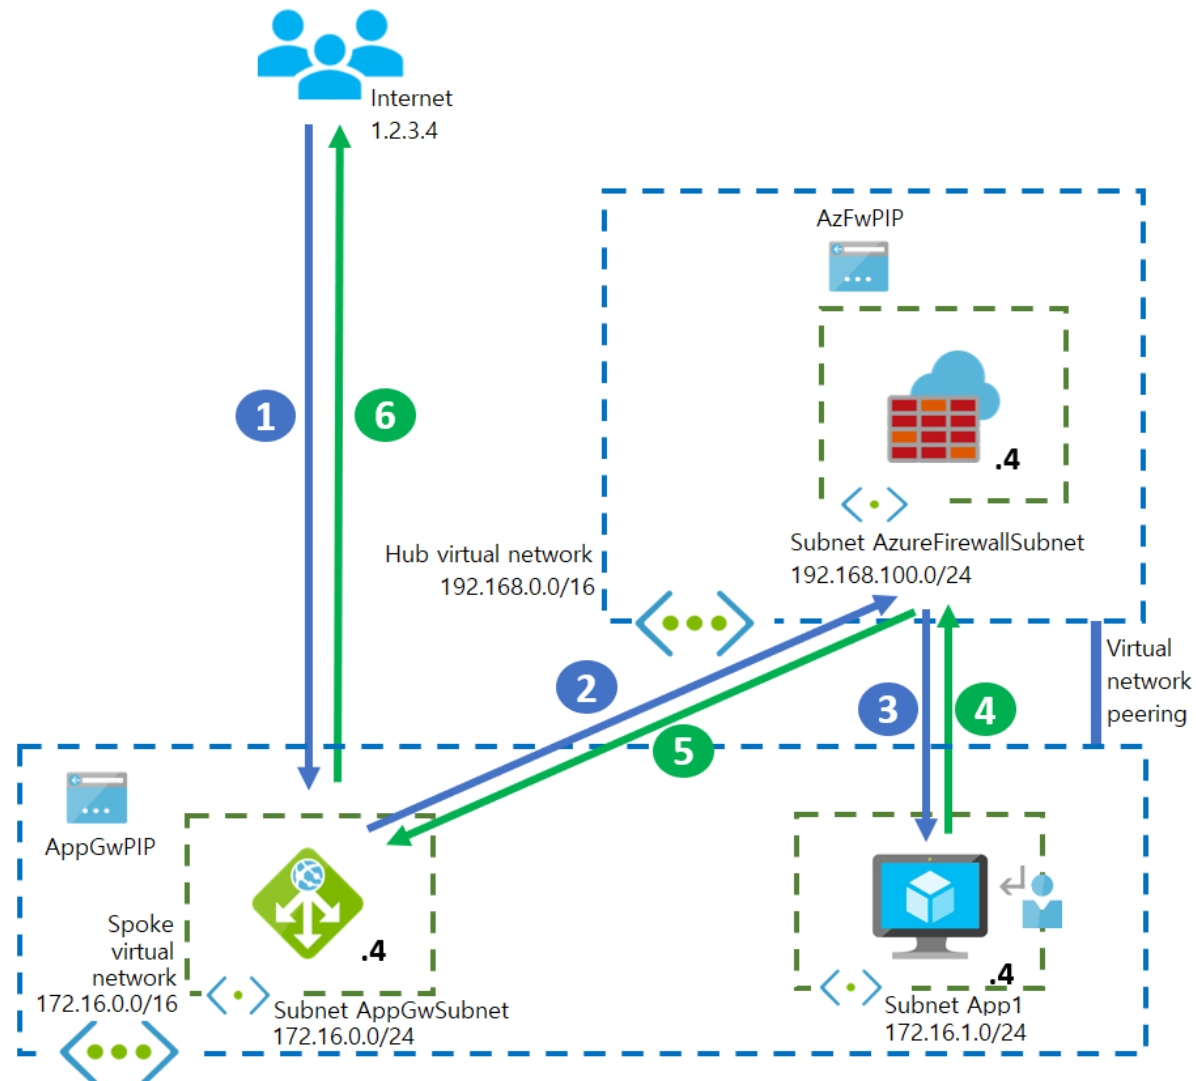 Internet
1.2.3.4
AzFwPIP
1
6
.4
Subnet AzureFirewallSubnet
192.168.100.0/24
Hub virtual network
192.168.0.0/16
Virtual
network
peering
2
3
4
5
AppGwPIP
.4
Spoke
virtual
network
172.16.0.0/16
Subnet AppGwSubnet
172.16.0.0/24
.4
Subnet App1
172.16.1.0/24